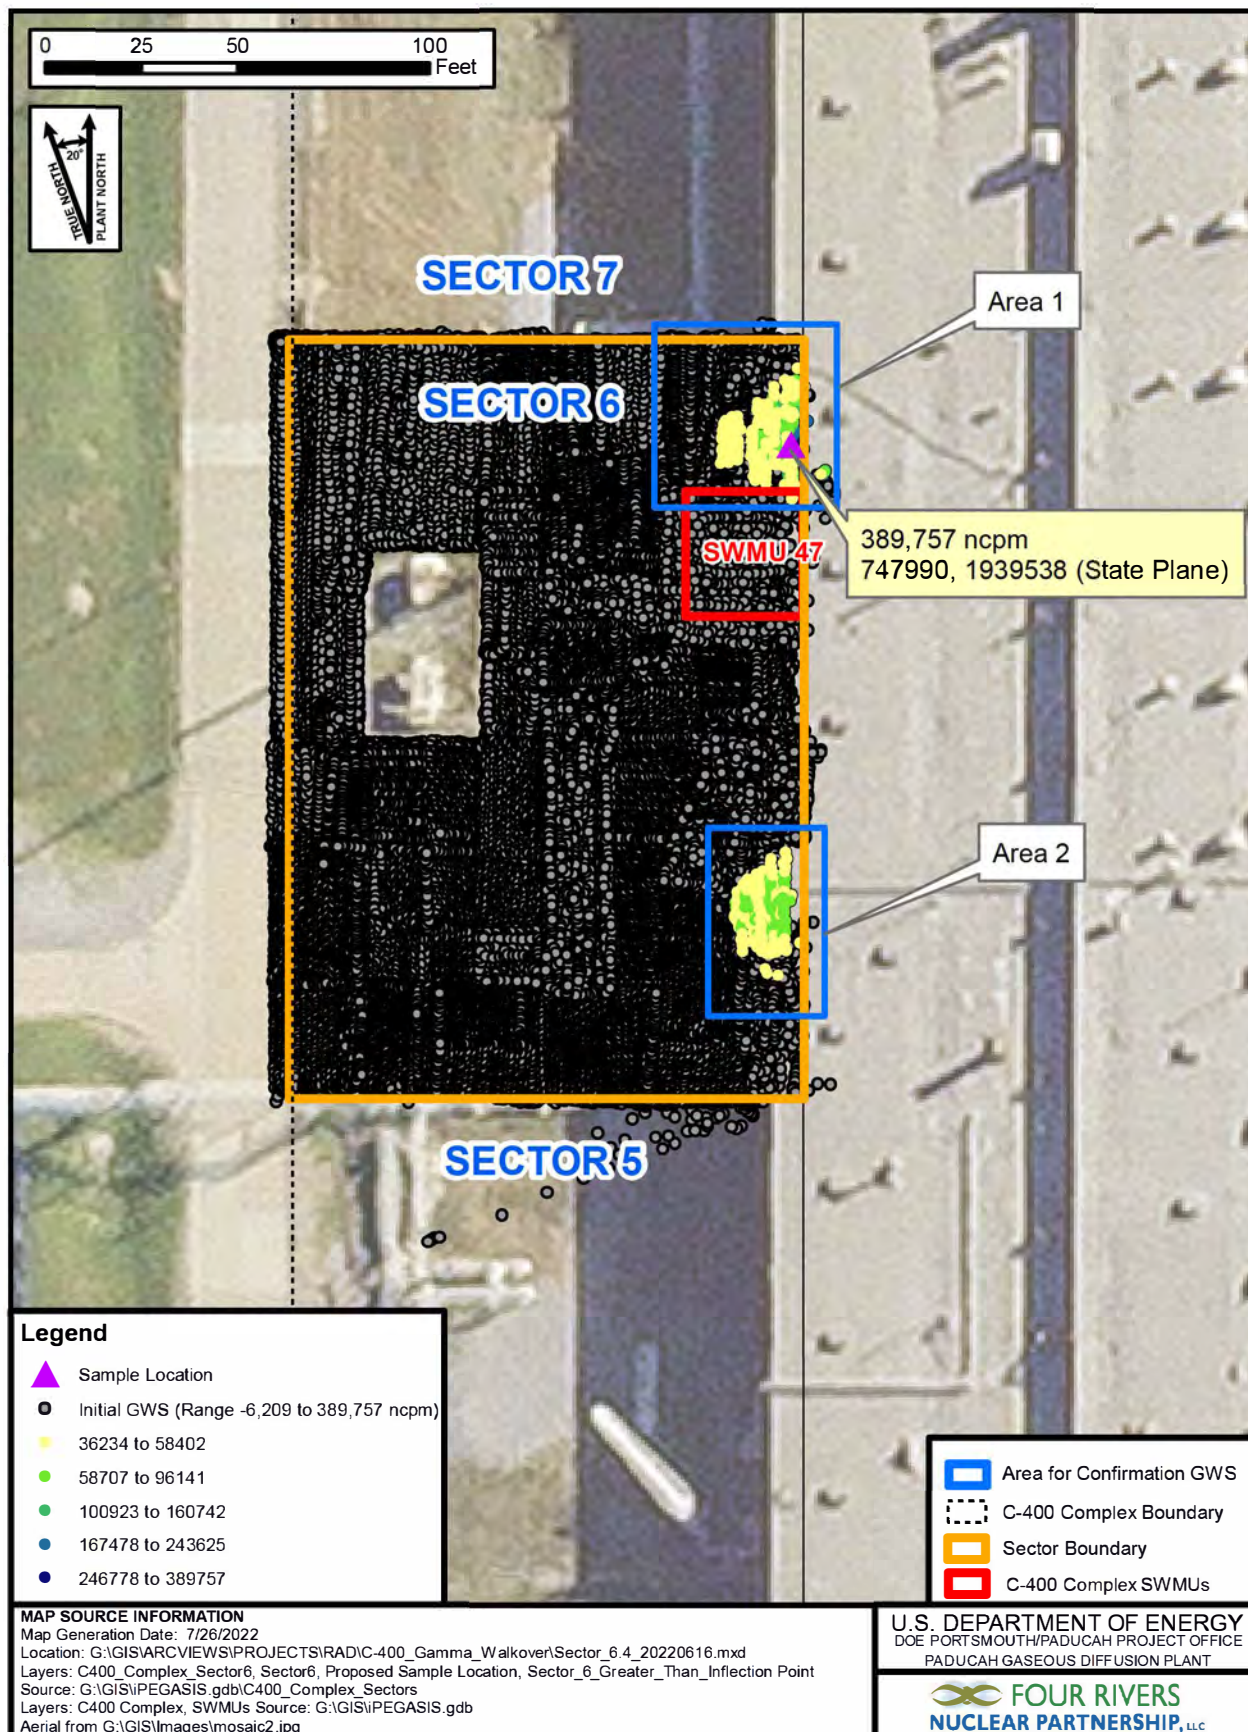 0 25 50 100
Feet
20°
TRUE NORTH
PLANT NORTH
SECTOR 7
Area 1
SECTOR 6
SWMU 47
389,757 ncpm
747990, 1939538 (State Plane)
Area 2
SECTOR 5
Legend
Sample Location
Initial GWS (Range -6,209 to 389,757 ncpm)
36234 to 58402
58707 to 96141
100923 to 160742
167478 to 243625
246778 to 389757
Area for Confirmation GWS
C-400 Complex Boundary
Sector Boundary
C-400 Complex SWMUs
MAP SOURCE INFORMATION
Map Generation Date: 7/26/2022
Location: G:\GIS\ARCVIEWS\PROJECTS\RAD\C-400_Gamma_Walkover\Sector_6.4_20220616.mxd
Layers: C400_Complex_Sector6, Sector6, Proposed Sample Location, Sector_6_Greater_Than_Inflection Point
Source: G:\GIS\iPEGASIS.gdb\C400_Complex_Sectors
Layers: C400 Complex, SWMUs Source: G:\GIS\iPEGASIS.gdb
Aerial from G:\GIS\Images\mosaic2.jpg
U.S. DEPARTMENT OF ENERGY
DOE PORTSMOUTH/PADUCAH PROJECT OFFICE
PADUCAH GASEOUS DIFFUSION PLANT
FOUR RIVERS
NUCLEAR PARTNERSHIP, LLC